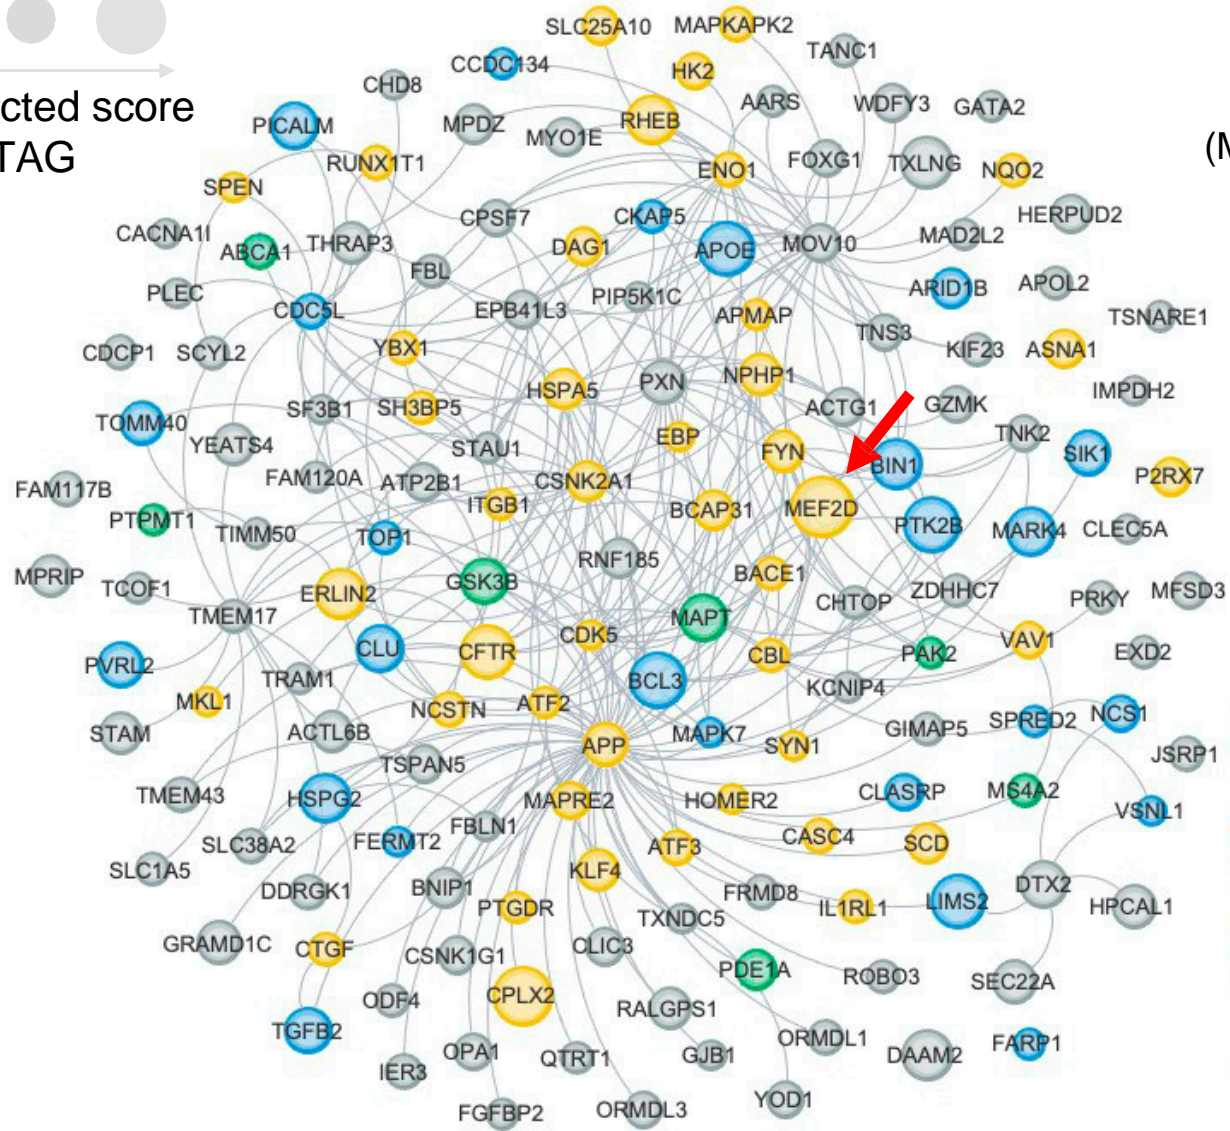 cted score
TAG
(M
SLC25A10
MAPKAPK2
TANC1
CCDC134
HK2
CHD8
AARS
WDFY3
GATA2
PICALM
MPDZ
MYO1E
RHEB
RUNX1T1
ENO1
FOXG1
TXLNG
NQO2
SPEN
CPSF7
CKAP5
HERPUD2
CACNA1I
ABCA1
THRAP3
DAG1
APOE
MOV10
MAD2L2
FBL
PLEC
CDC5L
EPB41L3
PIP5K1C
APMAP
ARID1B
APOL2
TSNARE1
CDCP1
SCYL2
YBX1
TNS3
KIF23
ASNA1
HSPA5
PXN
NPHP1
IMPDH2
TOMM40
SF3B1
SH3BP5
ACTG1
GZMK
YEATS4
STAU1
EBP
FYN
TNK2
SIK1
BIN1
FAM117B
FAM120A
ATP2B1
CSNK2A1
P2RX7
PTPMT1
TIMM50
TOP1
ITGB1
BCAP31
MEF2D
PTK2B
MARK4
CLEC5A
MPRIP
TCOF1
ERLIN2
GSK3B
RNF185
BACE1
CHTOP
ZDHHC7
PRKY
MFSD3
TMEM17
MAPT
PVRL2
CLU
CFTR
CDK5
CBL
PAK2
VAV1
EXD2
MKL1
TRAM1
BCL3
KCNIP4
STAM
ACTL6B
NCSTN
ATF2
MAPK7
GIMAP5
SPRED2
NCS1
TSPAN5
APP
SYN1
JSRP1
TMEM43
HSPG2
MAPRE2
HOMER2
CLASRP
MS4A2
VSNL1
SLC38A2
FERMT2
FBLN1
ATF3
CASC4
SCD
SLC1A5
DDRGK1
BNIP1
KLF4
FRMD8
IL1RL1
LIMS2
DTX2
HPCAL1
PTGDR
TXNDC5
GRAMD1C
CTGF
CSNK1G1
CLIC3
PDE1A
ROBO3
SEC22A
ODF4
CPLX2
RALGPS1
TGFB2
OPA1
QTRT1
GJB1
ORMDL1
DAAM2
FARP1
IER3
FGFBP2
ORMDL3
YOD1